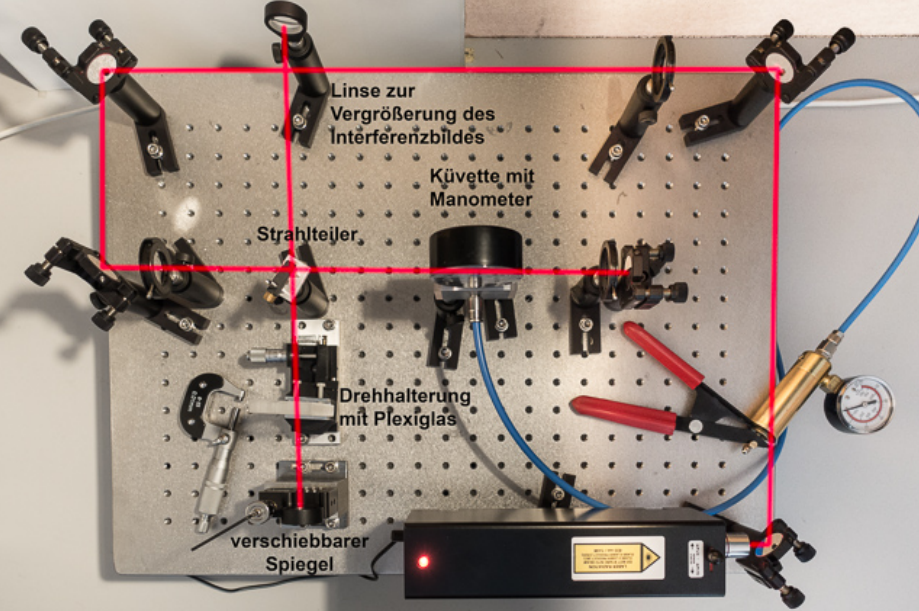 Linse zur
Vergrößerung des
Interferenzbildes
Küvette mit
Manometer
Strahlteiler
Drehhalterung
mit Plexiglas
verschiebbarer
Spiegel